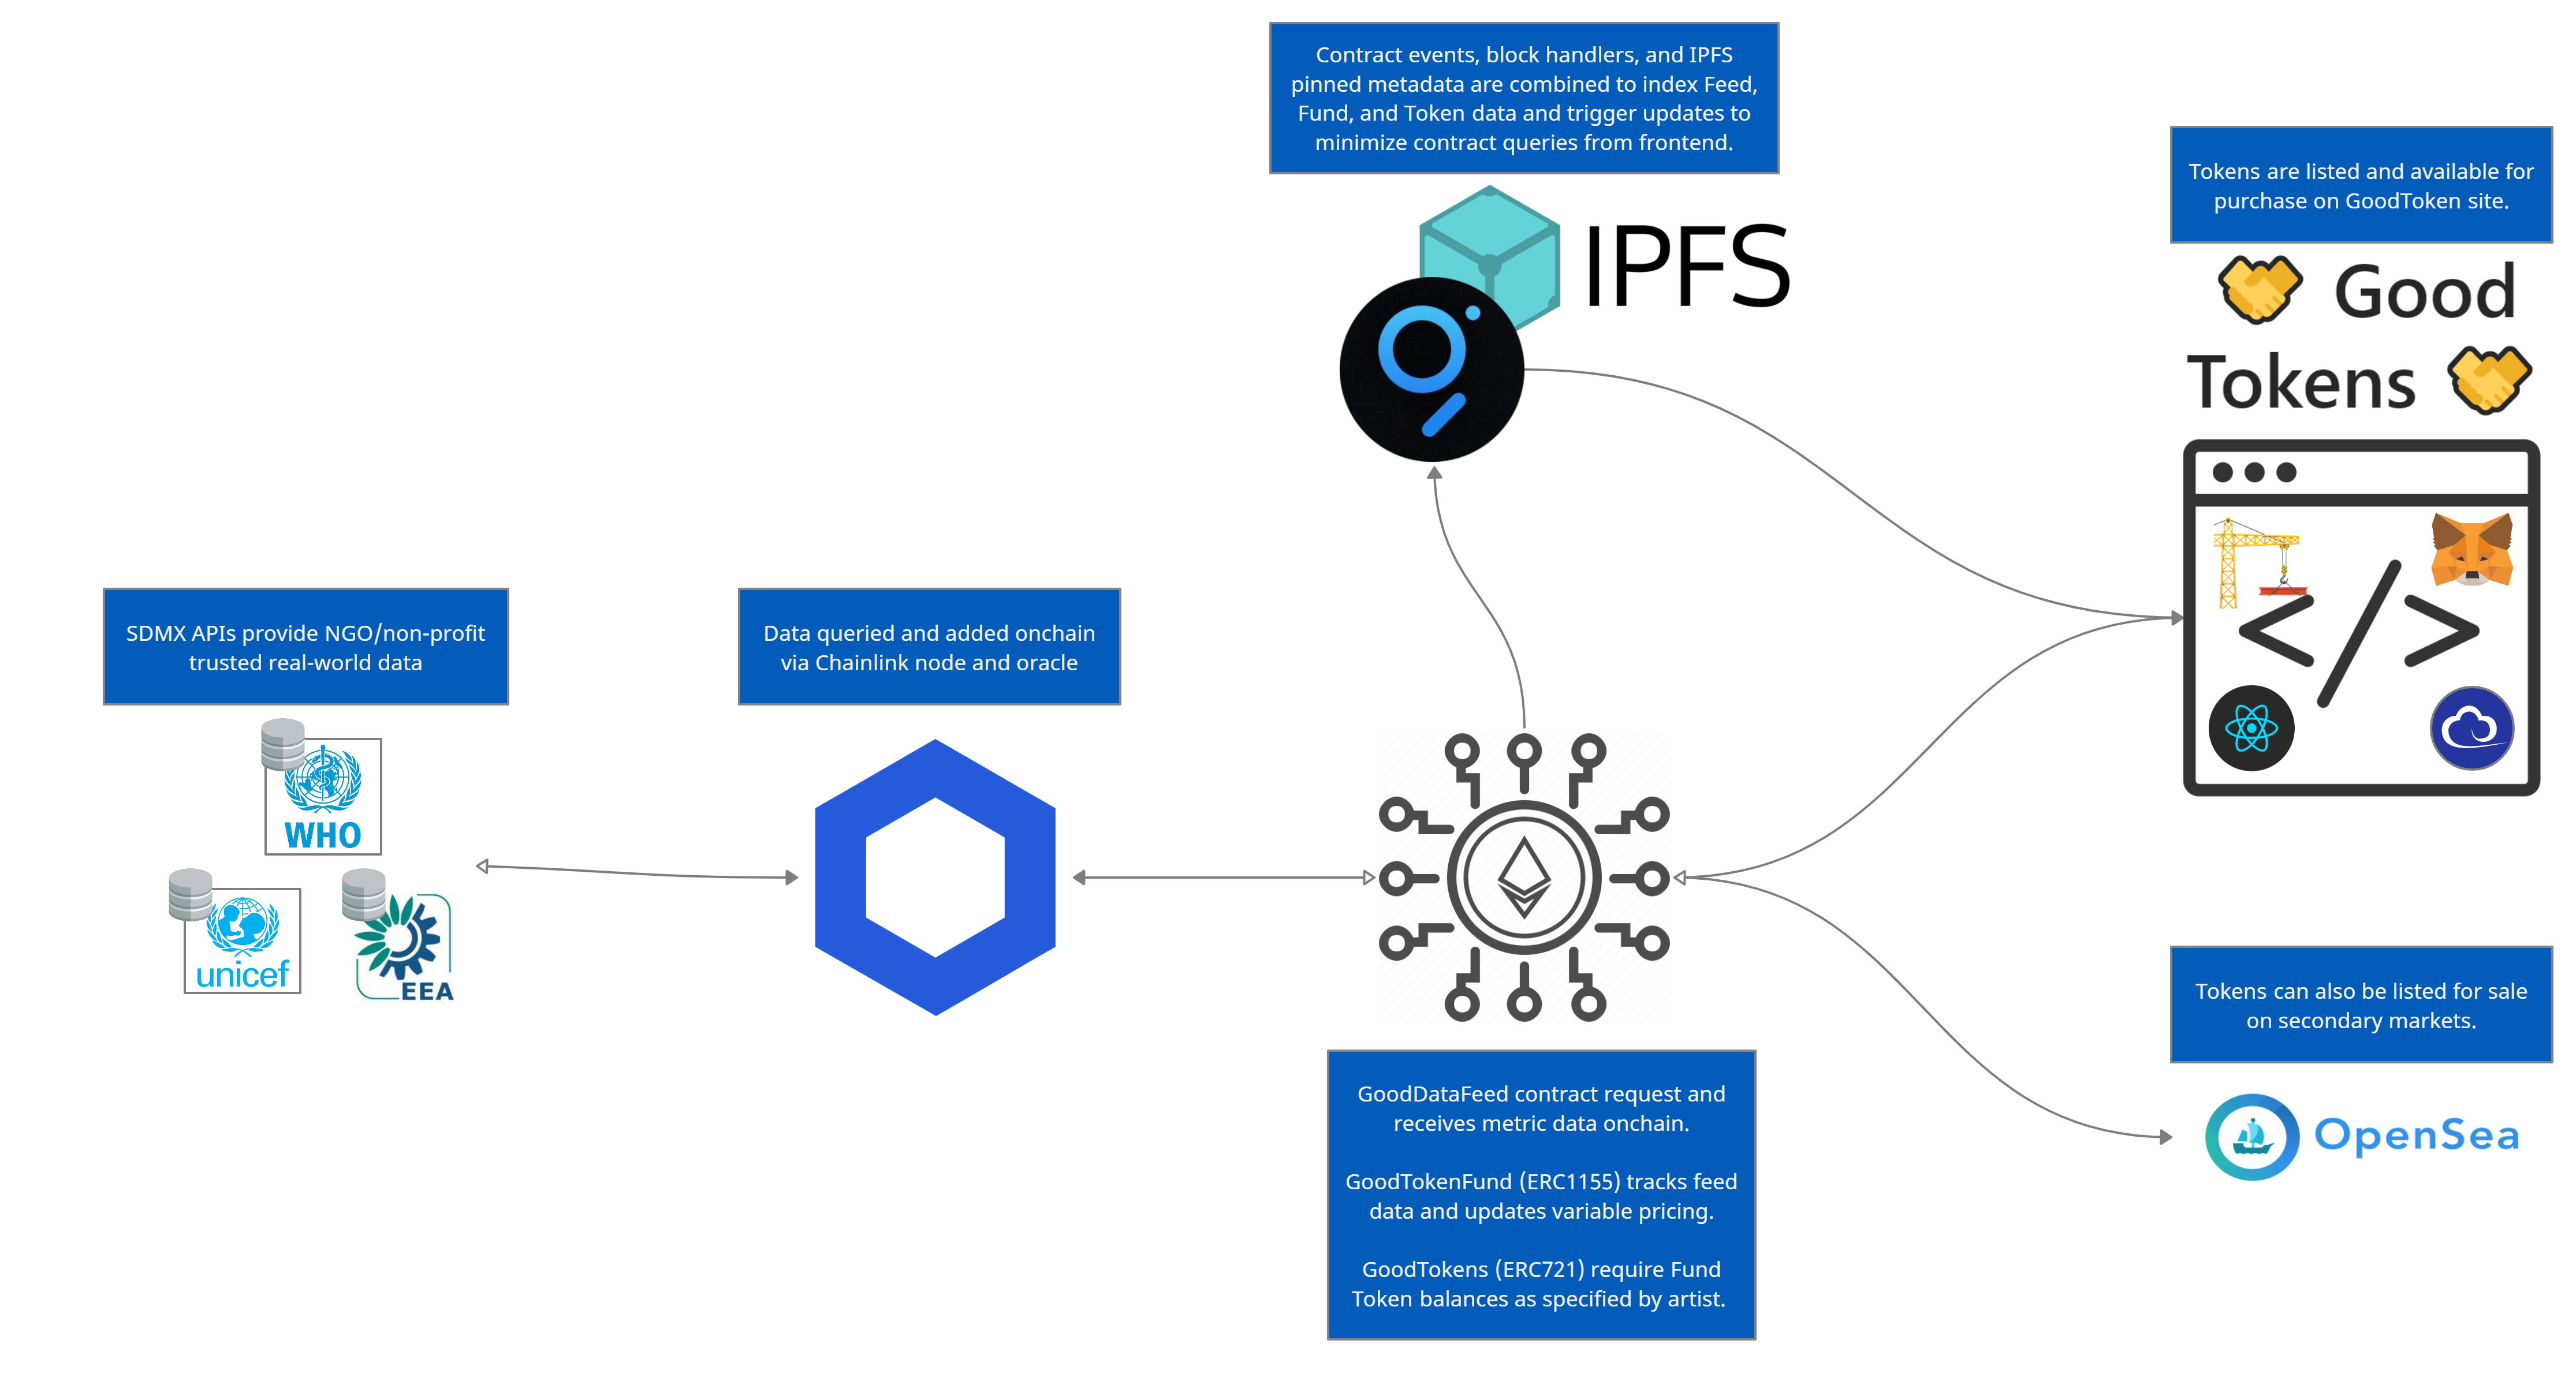 Contract events, block handlers, and IPFS
pinned metadata are combined to index Feed,
Fund, and Token data and trigger updates to
minimize contract queries from frontend.
IPFS
Tokens are listed and available for
purchase on GoodToken site.
Good
Tokens
SDMX APIs provide NGO/non-profit
trusted real-world data
WHO
unicef
EEA
Data queried and added onchain
via Chainlink node and oracle
GoodDataFeed contract request and
receives metric data onchain.
GoodTokenFund (ERC1155) tracks feed
data and updates variable pricing.
GoodTokens (ERC721) require Fund
Token balances as specified by artist.
</>
Tokens can also be listed for sale
on secondary markets.
OpenSea